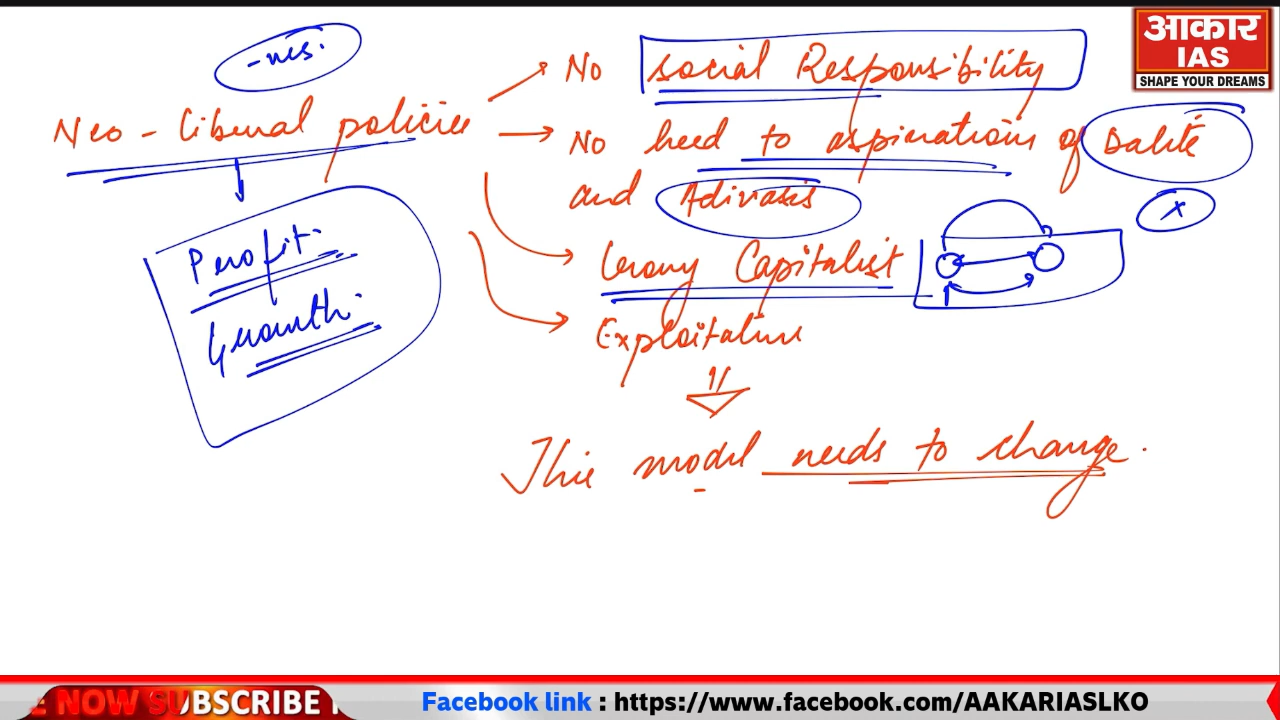 आकार
IAS
SHAPE YOUR DREAMS
-ves.
Neo-liberal policies
No social Responsibility
No heed to aspirations of Dalits
and Adivasis
Crony Capitalist
Exploitation
x
Profit.
Growth.
This model needs to change.
E NOW SUBSCRIBE
Facebook link : https://www.facebook.com/AAKARIASLKO